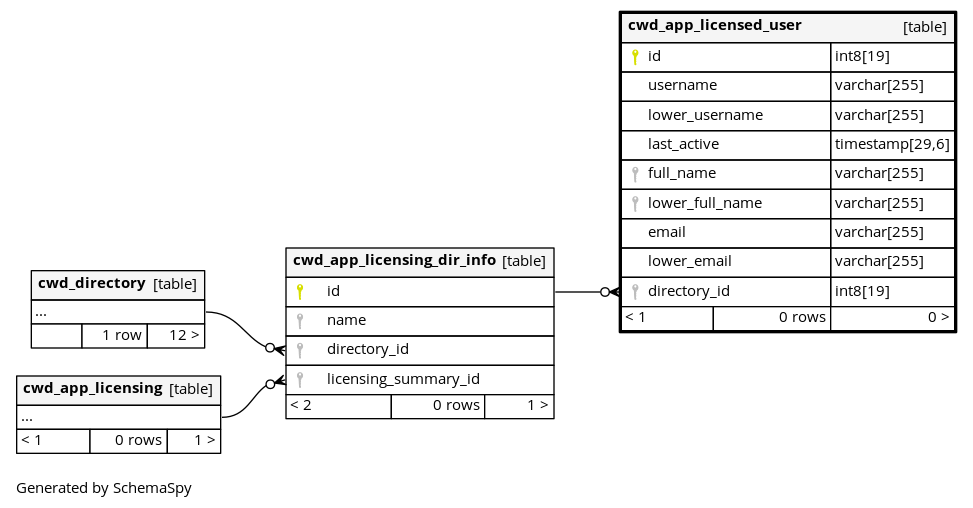 cwd_app_licensed_user [table]
id int8[19]
username varchar[255]
lower_username varchar[255]
last_active timestamp[29,6]
full_name varchar[255]
lower_full_name varchar[255]
email varchar[255]
lower_email varchar[255]
directory_id int8[19]
< 1 0 rows 0 >
cwd_app_licensing_dir_info [table]
id
name
directory_id
licensing_summary_id
< 2 0 rows 1 >
cwd_directory [table]
...
1 row 12 >
cwd_app_licensing [table]
...
< 1 0 rows 1 >
Generated by SchemaSpy